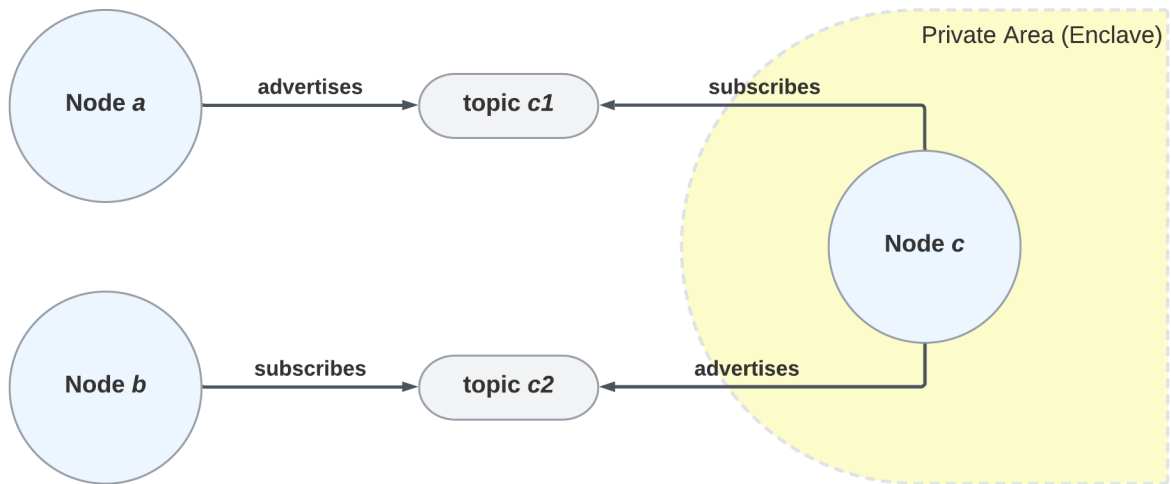 Private Area (Enclave)
Node a
advertises
topic c1
subscribes
Node c
Node b
subscribes
topic c2
advertises